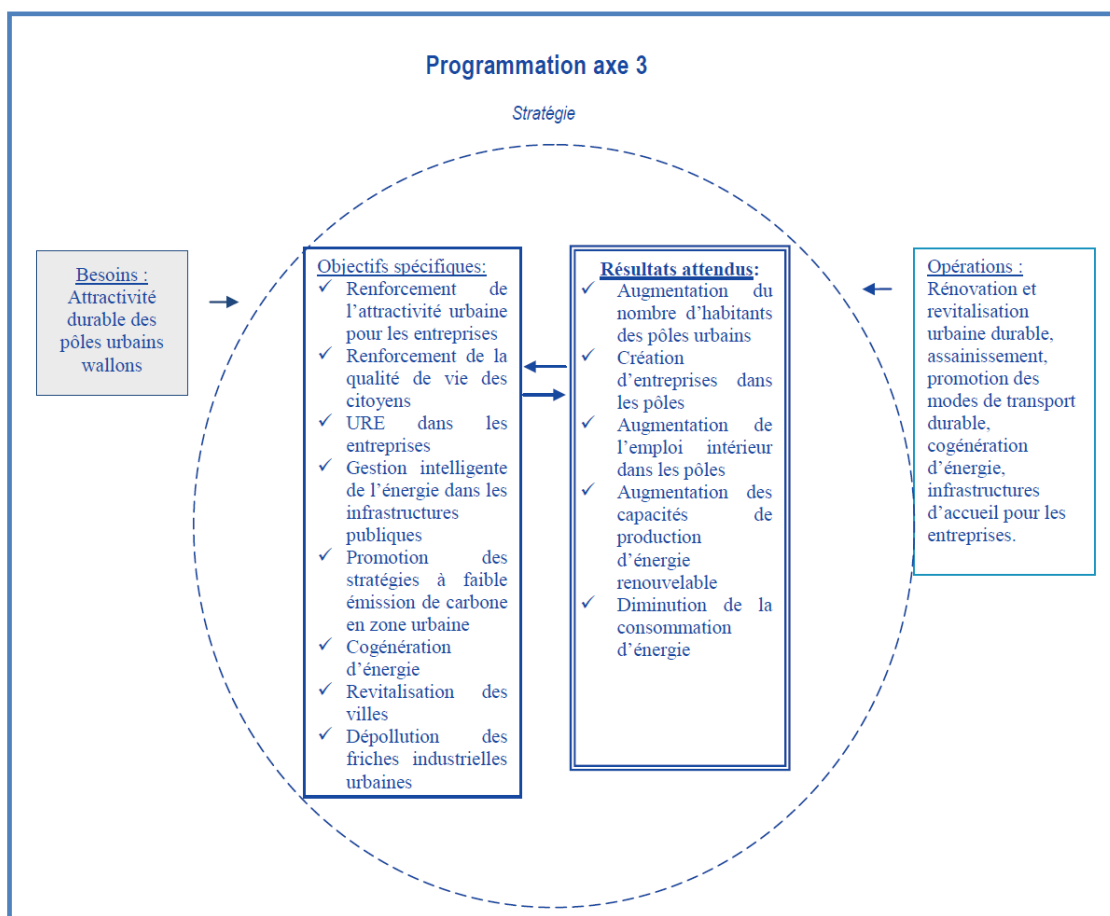 Programmation axe 3
Stratégie
Besoins :
Attractivité
durable des
pôles urbains
wallons
Objectifs spécifiques:
✓ Renforcement de
l’attractivité urbaine
pour les entreprises
✓ Renforcement de la
qualité de vie des
citoyens
✓ URE dans les
entreprises
✓ Gestion intelligente
de l’énergie dans les
infrastructures
publiques
✓ Promotion des
stratégies à faible
émission de carbone
en zone urbaine
✓ Cogénération
d’énergie
✓ Revitalisation des
villes
✓ Dépollution des
friches industrielles
urbaines
Résultats attendus:
✓ Augmentation du
nombre d’habitants
des pôles urbains
✓ Création
d’entreprises dans
les pôles
✓ Augmentation de
l’emploi intérieur
dans les pôles
✓ Augmentation des
capacités de
production
d’énergie
renouvelable
✓ Diminution de la
consommation
d’énergie
Opérations :
Rénovation et
revitalisation
urbaine durable,
assainissement,
promotion des
modes de transport
durable,
cogénération
d’énergie,
infrastructures
d’accueil pour les
entreprises.